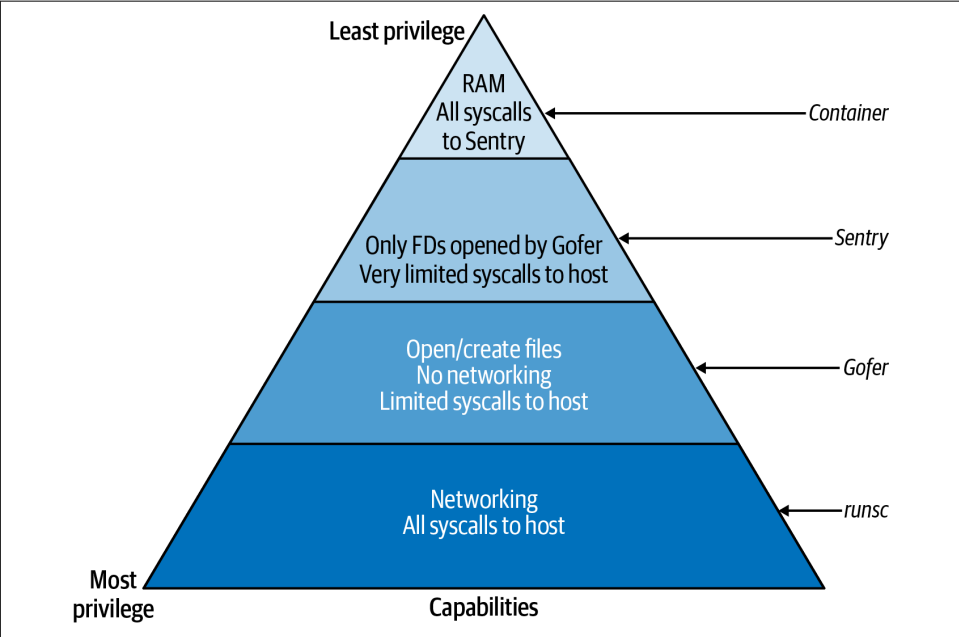 Least privilege
RAM
All syscalls
to Sentry
Container
Only FDs opened by Gofer
Very limited syscalls to host
Sentry
Open/create files
No networking
Limited syscalls to host
Gofer
Networking
All syscalls to host
runsc
Most
privilege
Capabilities